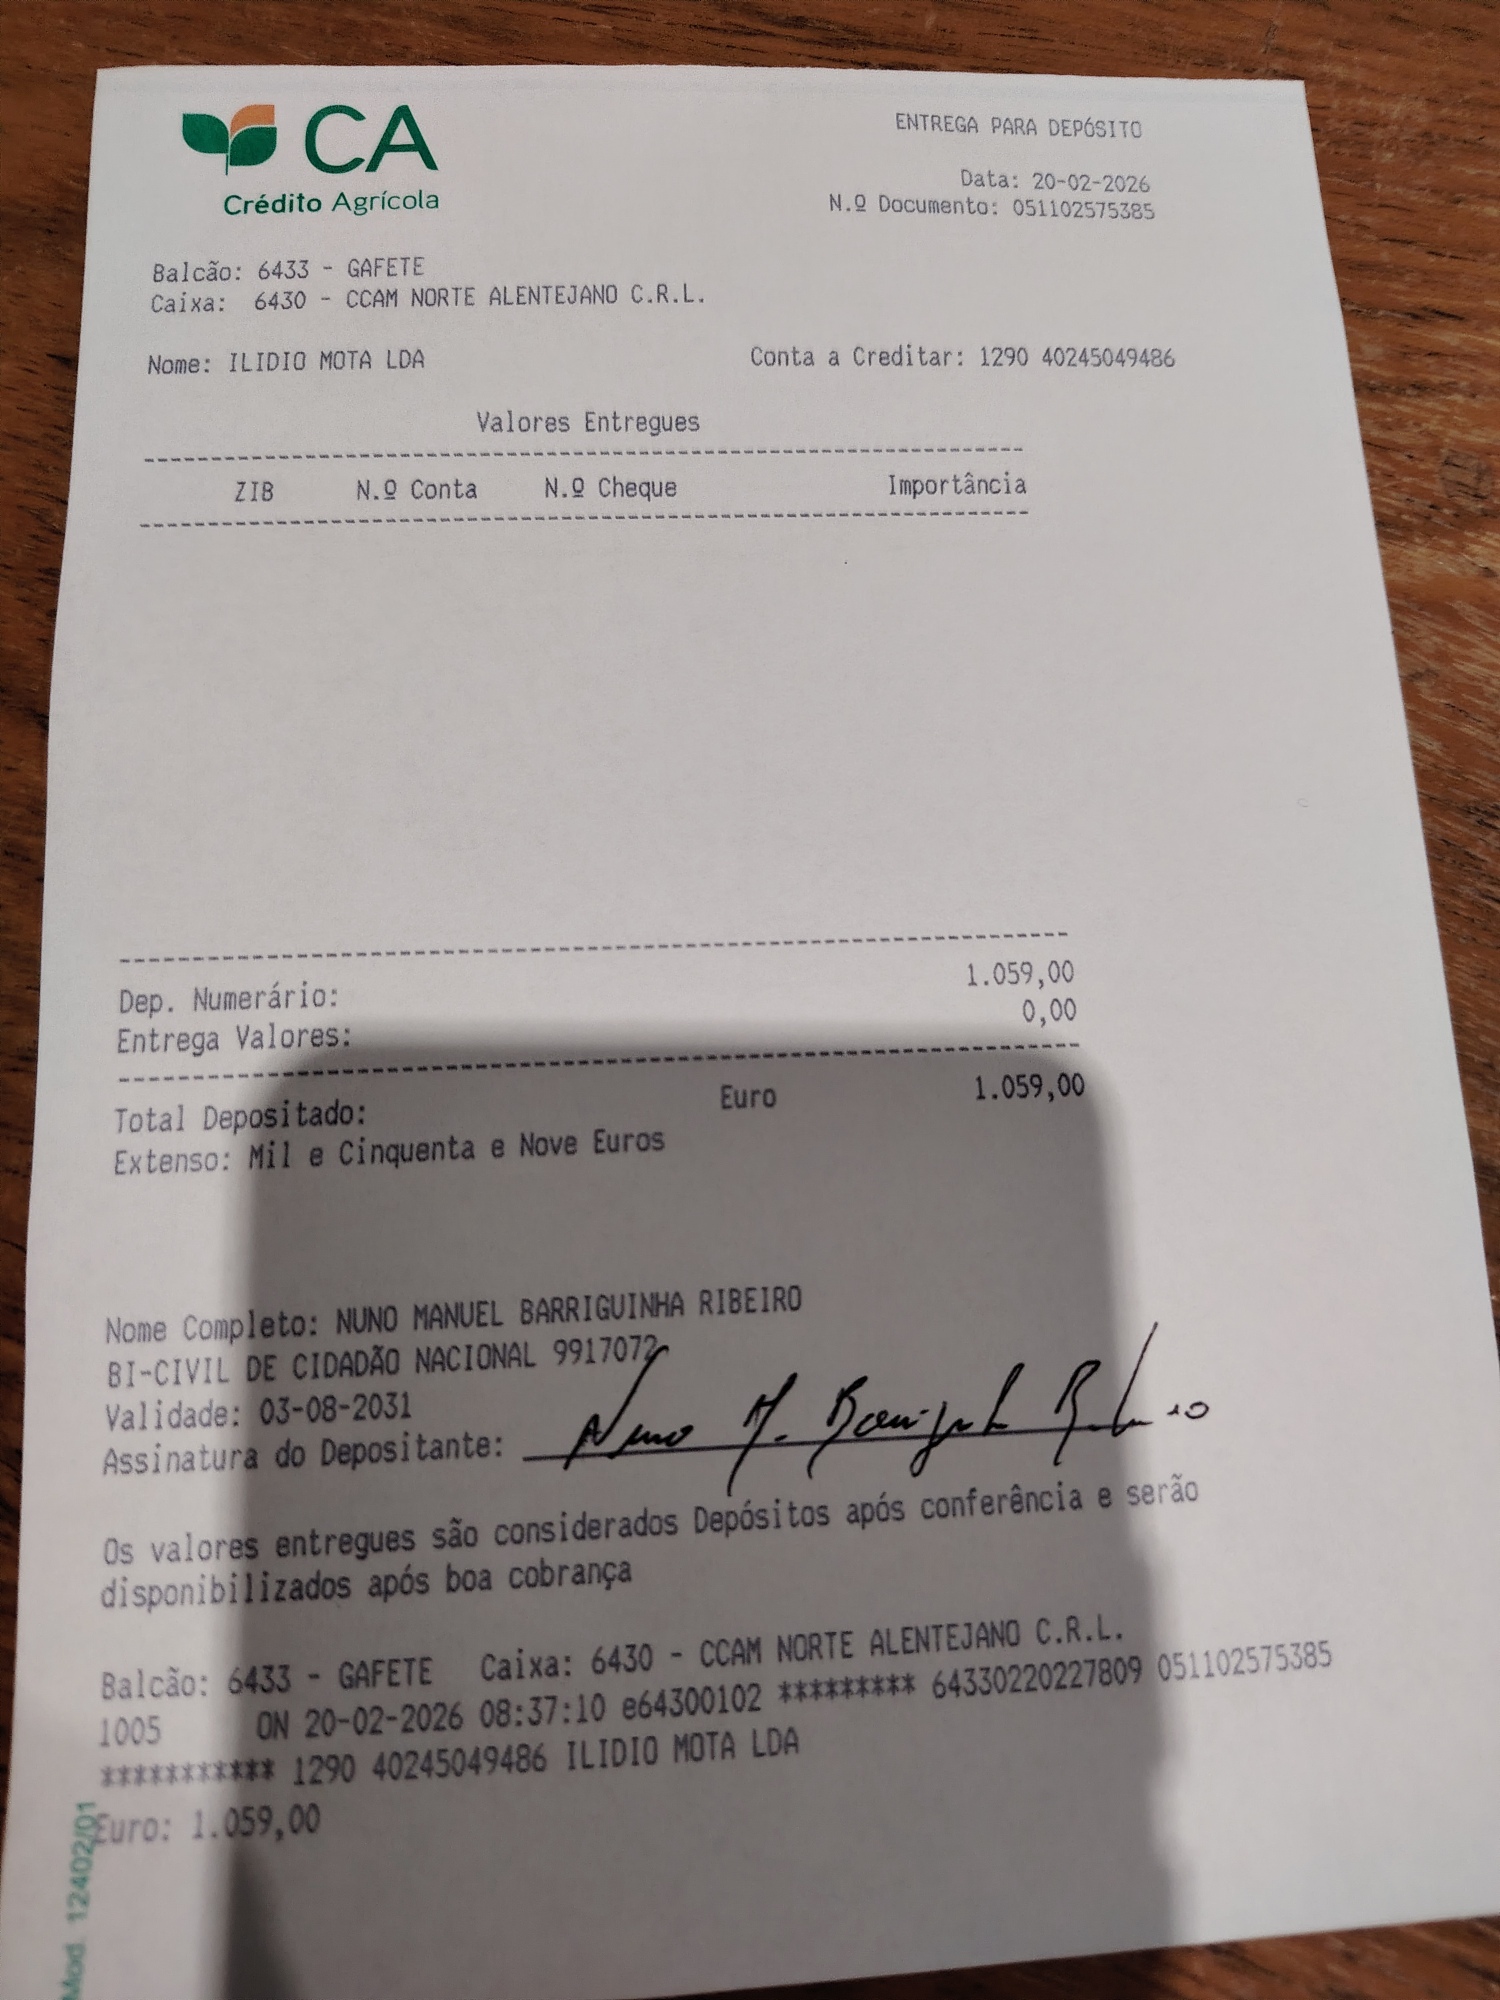 CA
Crédito Agrícola
ENTREGA PARA DEPÓSITO
Data: 20-02-2026
N.º Documento: 051102575385
Balcão: 6433 - GAFETE
Caixa: 6430 - CCAM NORTE ALENTEJANO C.R.L.
Nome: ILIDIO MOTA LDA Conta a Creditar: 1290 40245049486
Valores Entregues
ZIB N.º Conta N.º Cheque Importância
Dep. Numerário: 1.059,00
Entrega Valores: 0,00
Total Depositado: Euro 1.059,00
Extenso: Mil e Cinquenta e Nove Euros
Nome Completo: NUNO MANUEL BARRIGUINHA RIBEIRO
BI-CIVIL DE CIDADÃO NACIONAL 9917072
Validade: 03-08-2031
Assinatura do Depositante: Nuno M. Barriguinha Ribeiro
Os valores entregues são considerados Depósitos após conferência e serão
disponibilizados após boa cobrança
Balcão: 6433 - GAFETE Caixa: 6430 - CCAM NORTE ALENTEJANO C.R.L.
1005 ON 20-02-2026 08:37:10 e64300102 ********* 64330220227809 051102575385
*********** 1290 40245049486 ILIDIO MOTA LDA
Euro: 1.059,00
Mod. 12402/01